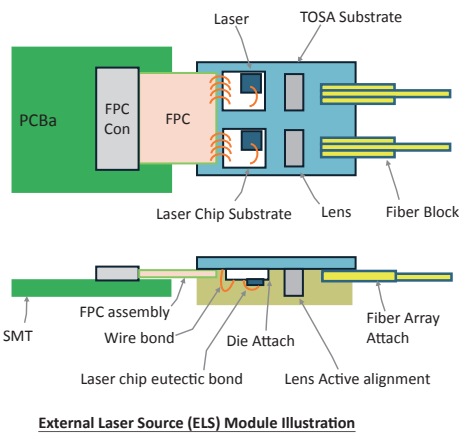 Laser
TOSA Substrate
PCBa
FPC
Con
FPC
Laser Chip Substrate
Lens
Fiber Block
SMT
FPC assembly
Wire bond
Laser chip eutectic bond
Die Attach
Lens Active alignment
Fiber Array
Attach
External Laser Source (ELS) Module Illustration